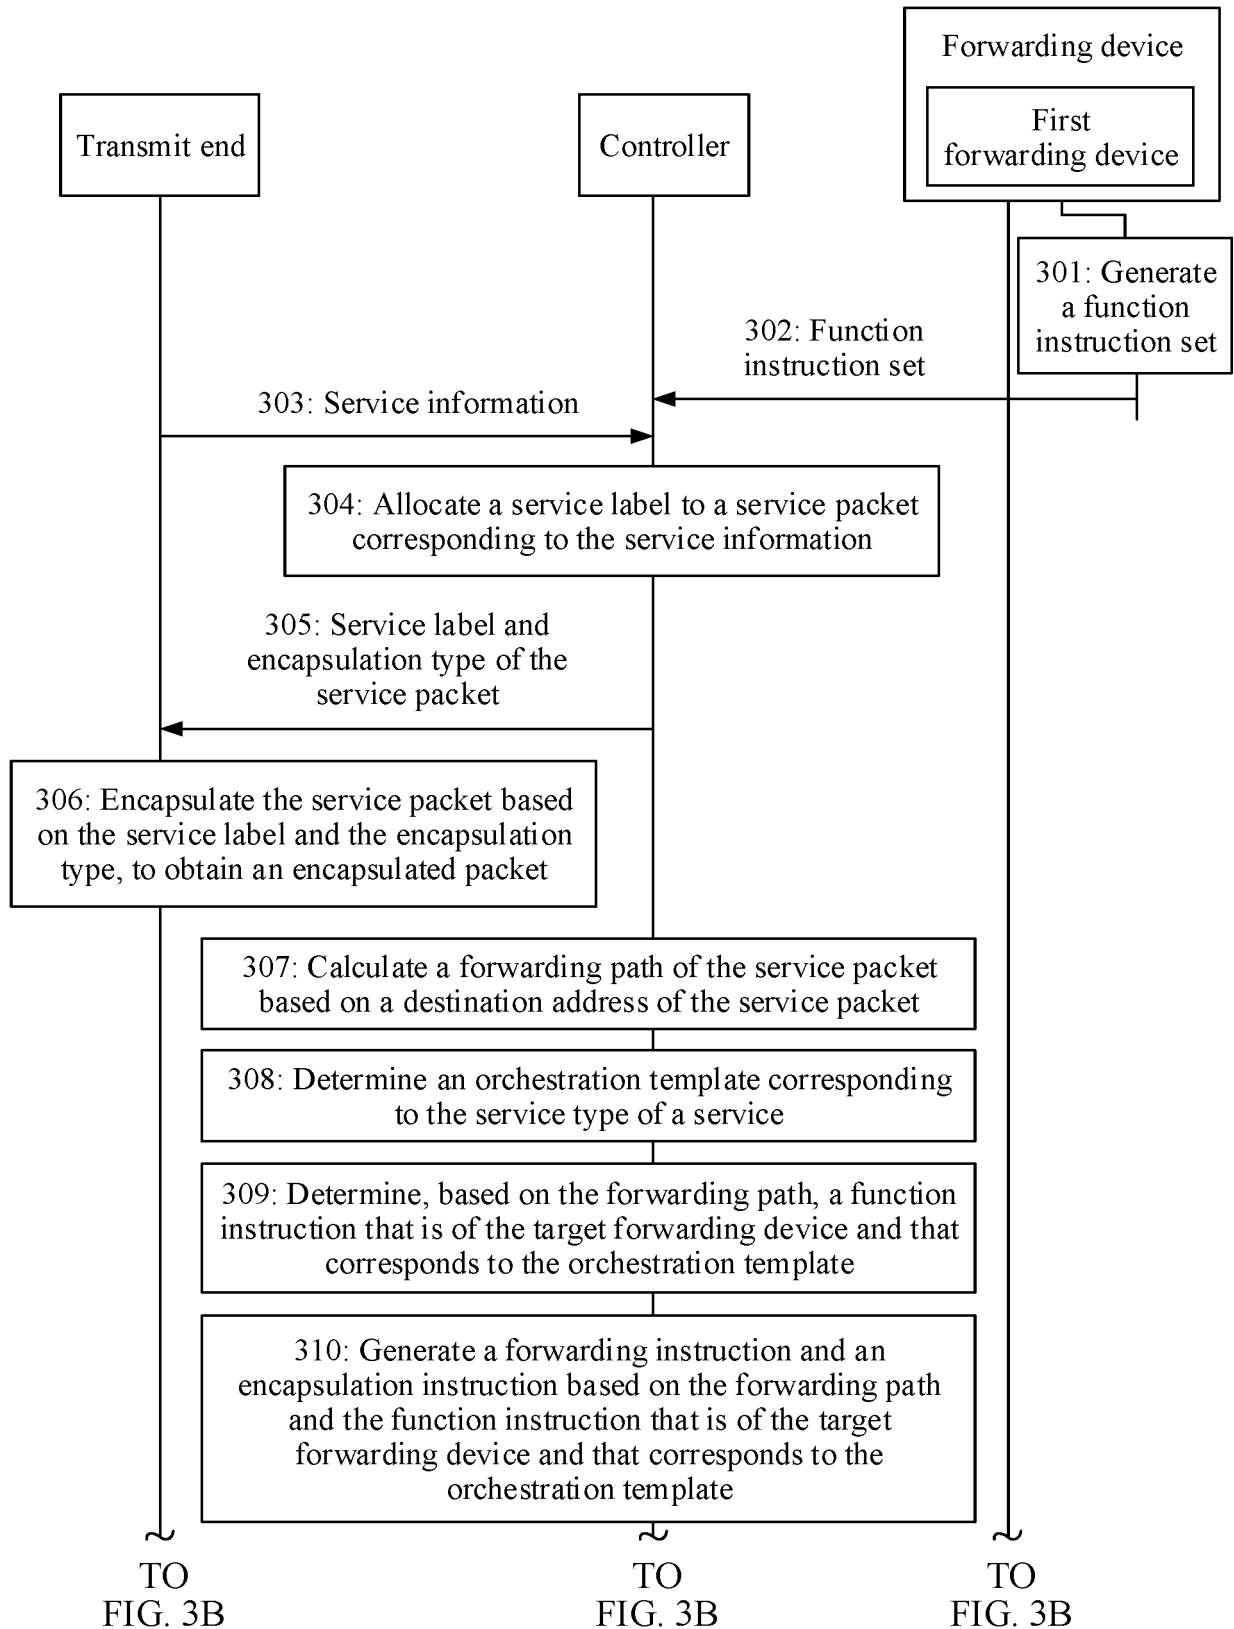 Forwarding device
First
forwarding device
Transmit end
Controller
301: Generate
a function
instruction set
302: Function
instruction set
303: Service information
304: Allocate a service label to a service packet
corresponding to the service information
305: Service label and
encapsulation type of the
service packet
306: Encapsulate the service packet based
on the service label and the encapsulation
type, to obtain an encapsulated packet
307: Calculate a forwarding path of the service packet
based on a destination address of the service packet
308: Determine an orchestration template corresponding
to the service type of a service
309: Determine, based on the forwarding path, a function
instruction that is of the target forwarding device and that
corresponds to the orchestration template
310: Generate a forwarding instruction and an
encapsulation instruction based on the forwarding path
and the function instruction that is of the target
forwarding device and that corresponds to the
orchestration template
TO
FIG. 3B
TO
FIG. 3B
TO
FIG. 3B